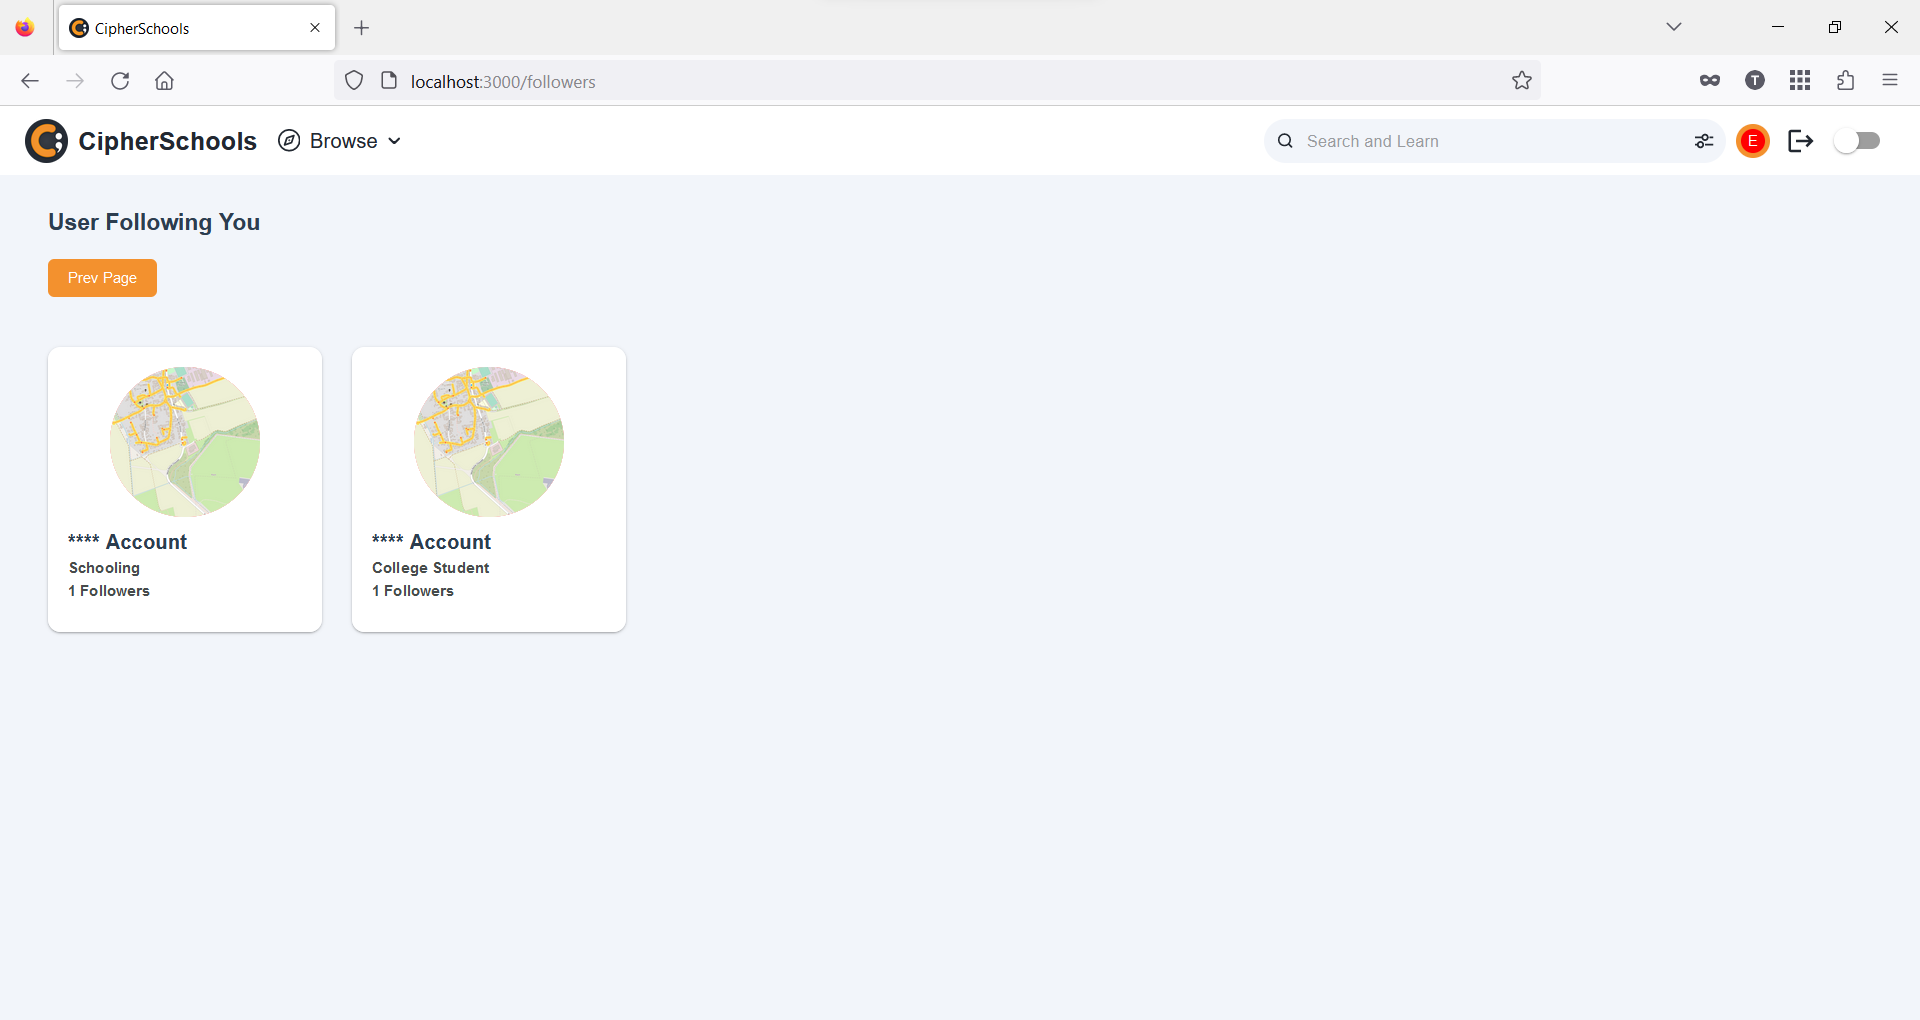 CipherSchools
localhost:3000/followers
T
CipherSchools
Browse
Search and Learn
E
User Following You
Prev Page
**** Account
Schooling
1 Followers
**** Account
College Student
1 Followers